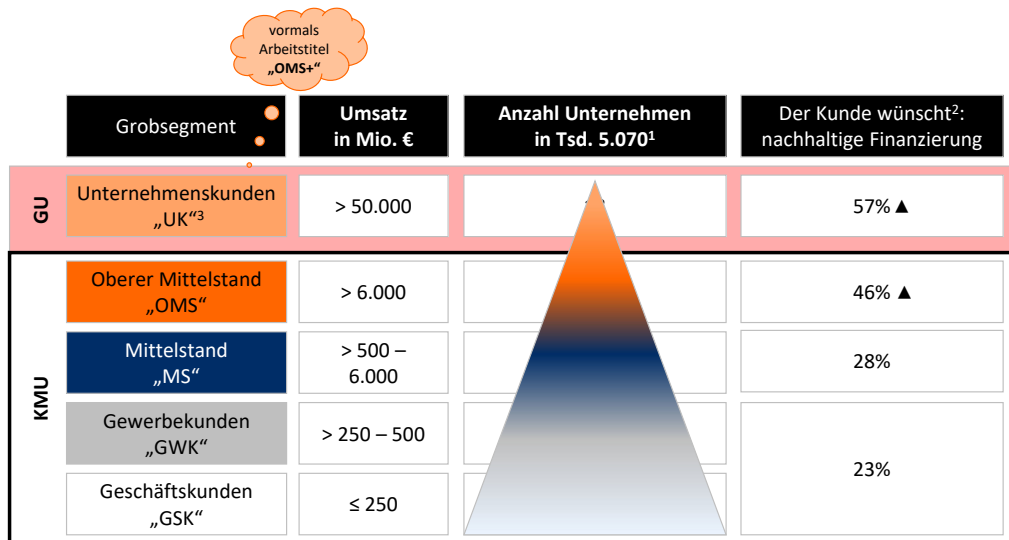 vormals
Arbeitstitel
„OMS+“
Grobsegment
Umsatz
in Mio. €
Anzahl Unternehmen
in Tsd. 5.070¹
Der Kunde wünscht²:
nachhaltige Finanzierung
GU
Unternehmenskunden
„UK“³
> 50.000
57% ▲
KMU
Oberer Mittelstand
„OMS“
> 6.000
46% ▲
Mittelstand
„MS“
> 500 –
6.000
28%
Gewerbekunden
„GWK“
> 250 – 500
23%
Geschäftskunden
„GSK“
≤ 250